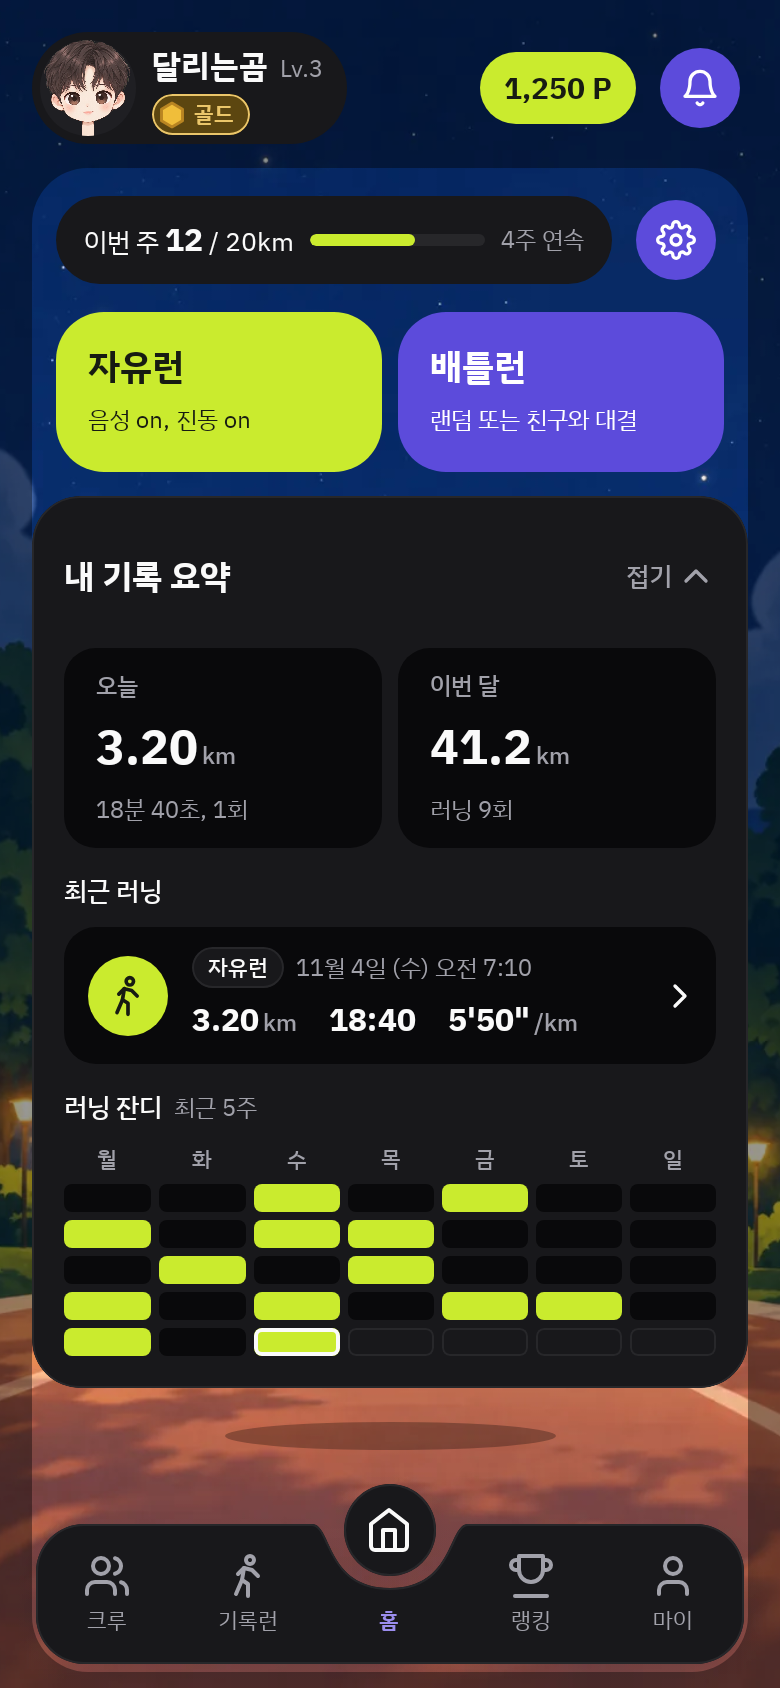 달리는곰 Lv.3
골드
1,250 P
이번 주 12 / 20km 4주 연속
자유런
음성 on, 진동 on
배틀런
랜덤 또는 친구와 대결
내 기록 요약 접기
오늘
3.20 km
18분 40초, 1회
이번 달
41.2 km
러닝 9회
최근 러닝
자유런 11월 4일 (수) 오전 7:10
3.20 km 18:40 5'50" /km
러닝 잔디 최근 5주
월 화 수 목 금 토 일
크루 기록런 홈 랭킹 마이